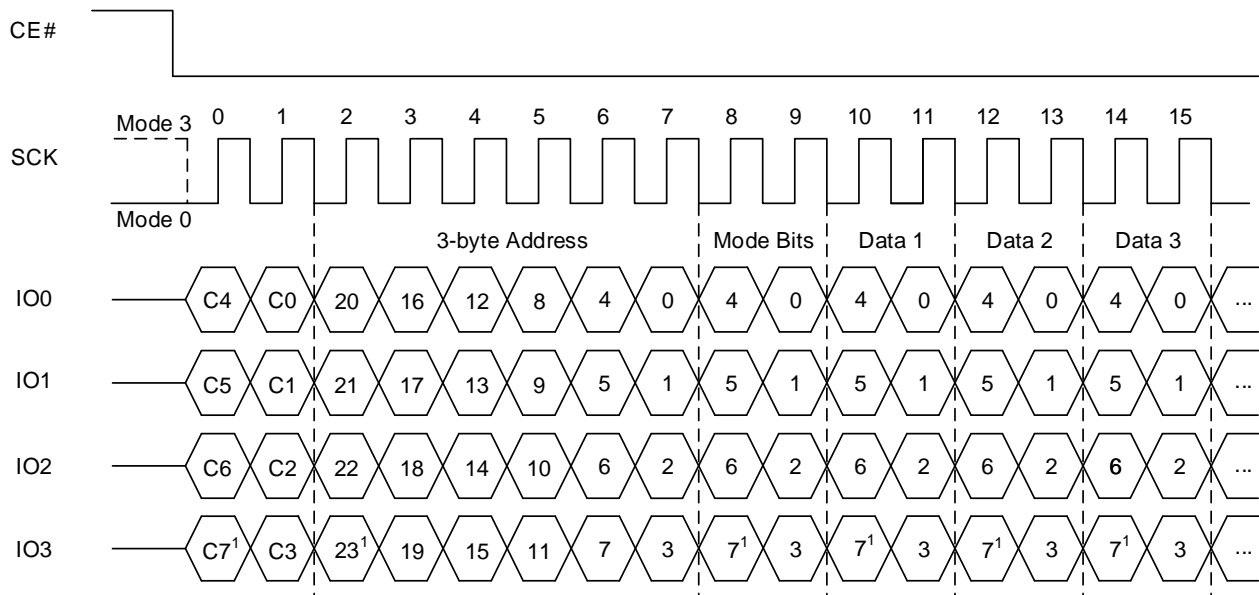 CE#
0 1 2 3 4 5 6 7 8 9 10 11 12 13 14 15
Mode 3
SCK
Mode 0
3-byte Address Mode Bits Data 1 Data 2 Data 3
IO0 C4 C0 20 16 12 8 4 0 4 0 4 0 4 0 4 0 ...
IO1 C5 C1 21 17 13 9 5 1 5 1 5 1 5 1 5 1 ...
IO2 C6 C2 22 18 14 10 6 2 6 2 6 2 6 2 6 2 ...
IO3 C7¹ C3 23¹ 19 15 11 7 3 7¹ 3 7¹ 3 7¹ 3 7¹ 3 ...